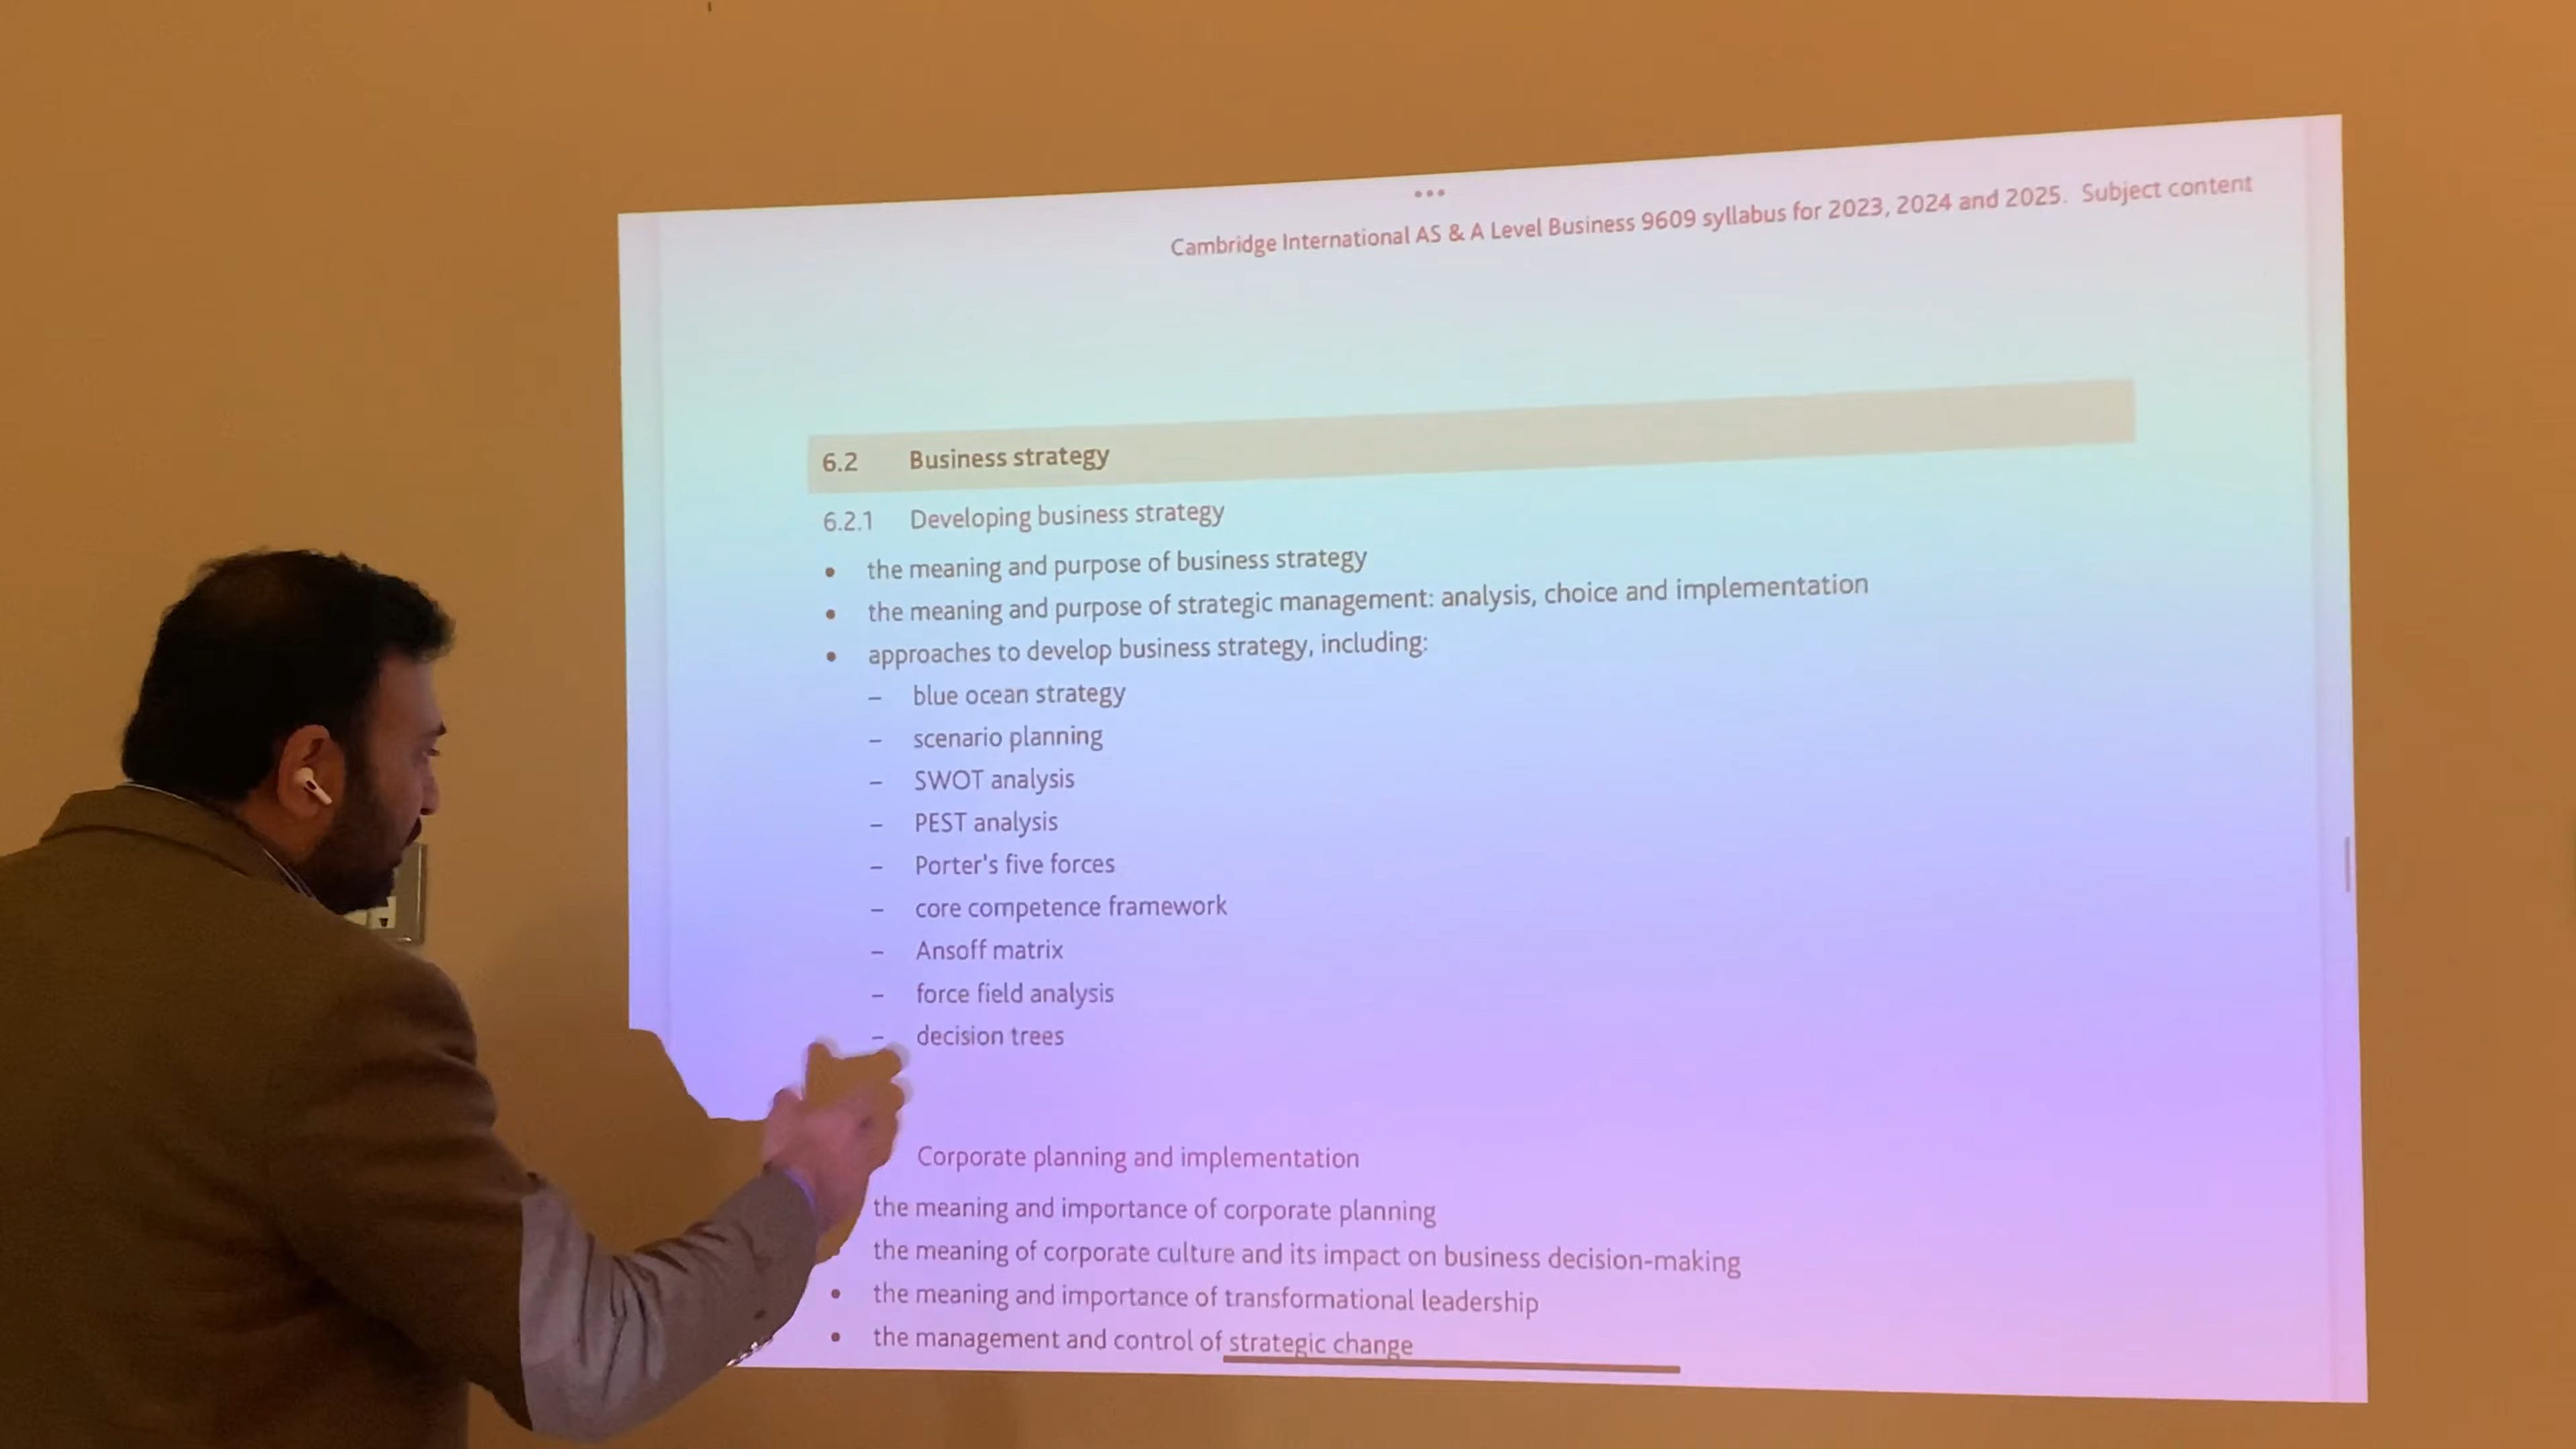 Cambridge International AS & A Level Business 9609 syllabus for 2023, 2024 and 2025. Subject content
6.2 Business strategy
6.2.1 Developing business strategy
• the meaning and purpose of business strategy
• the meaning and purpose of strategic management: analysis, choice and implementation
• approaches to develop business strategy, including:
– blue ocean strategy
– scenario planning
– SWOT analysis
– PEST analysis
– Porter's five forces
– core competence framework
– Ansoff matrix
– force field analysis
– decision trees
Corporate planning and implementation
the meaning and importance of corporate planning
the meaning of corporate culture and its impact on business decision-making
• the meaning and importance of transformational leadership
• the management and control of strategic change